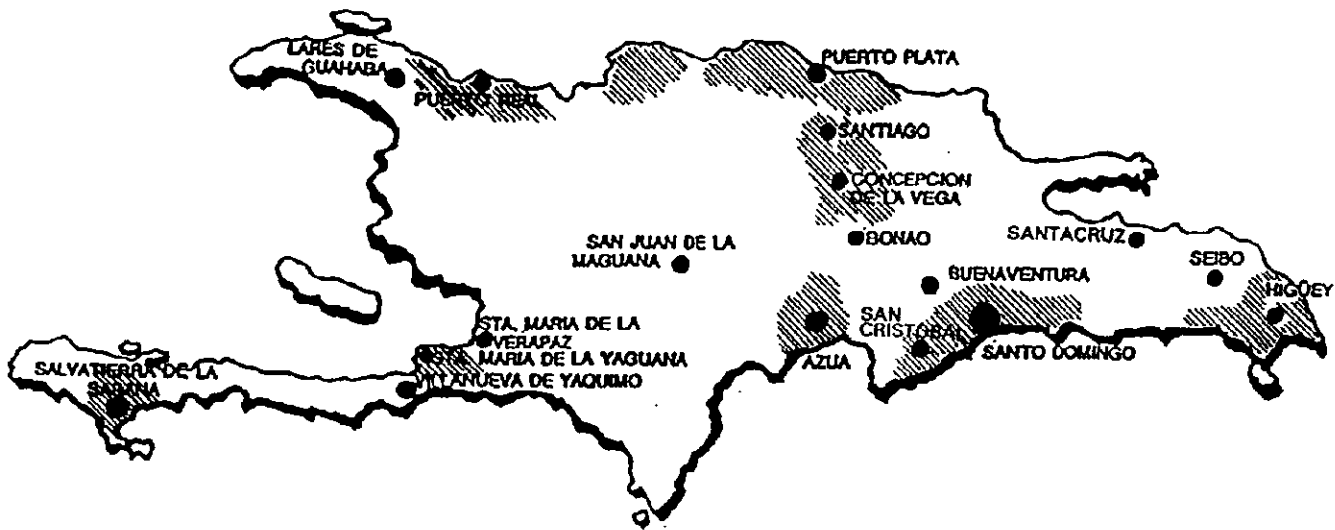 LARES DE
GUAHABA
PUERTO REAL
PUERTO PLATA
SANTIAGO
CONCEPCION
DE LA VEGA
BONAO
SAN JUAN DE LA
MAGUANA
SANTACRUZ
SEIBO
HIGÜEY
BUENAVENTURA
SAN
CRISTOBAL
SANTO DOMINGO
AZUA
STA. MARIA DE LA
VERAPAZ
STA. MARIA DE LA YAGUANA
VILLANUEVA DE YAQUIMO
SALVATIERRA DE LA
SABANA